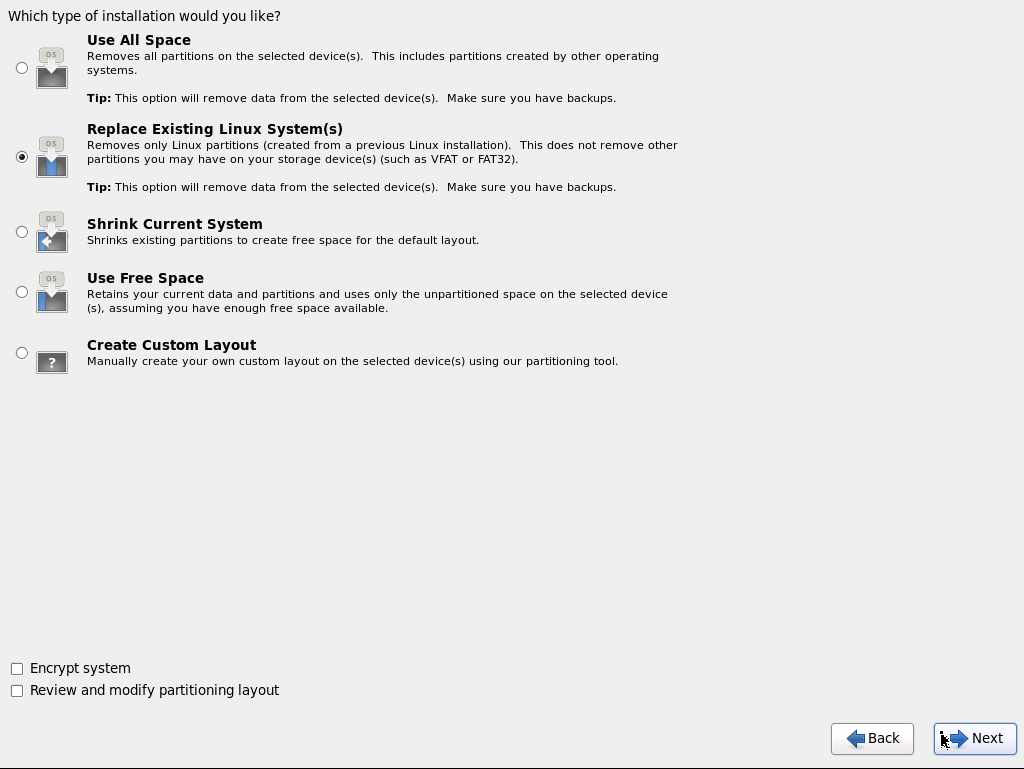 Which type of installation would you like?
OS
Use All Space
Removes all partitions on the selected device(s).  This includes partitions created by other operating
systems.
Tip: This option will remove data from the selected device(s).  Make sure you have backups.
OS
Replace Existing Linux System(s)
Removes only Linux partitions (created from a previous Linux installation).  This does not remove other
partitions you may have on your storage device(s) (such as VFAT or FAT32).
Tip: This option will remove data from the selected device(s).  Make sure you have backups.
OS
Shrink Current System
Shrinks existing partitions to create free space for the default layout.
OS
Use Free Space
Retains your current data and partitions and uses only the unpartitioned space on the selected device
(s), assuming you have enough free space available.
?
Create Custom Layout
Manually create your own custom layout on the selected device(s) using our partitioning tool.
Encrypt system
Review and modify partitioning layout
Back
Next